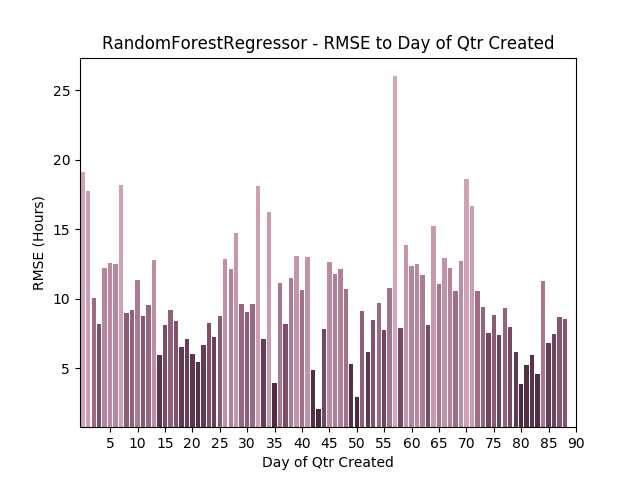 RandomForestRegressor - RMSE to Day of Qtr Created
25
20
15
10
5
RMSE (Hours)
5 10 15 20 25 30 35 40 45 50 55 60 65 70 75 80 85 90
Day of Qtr Created